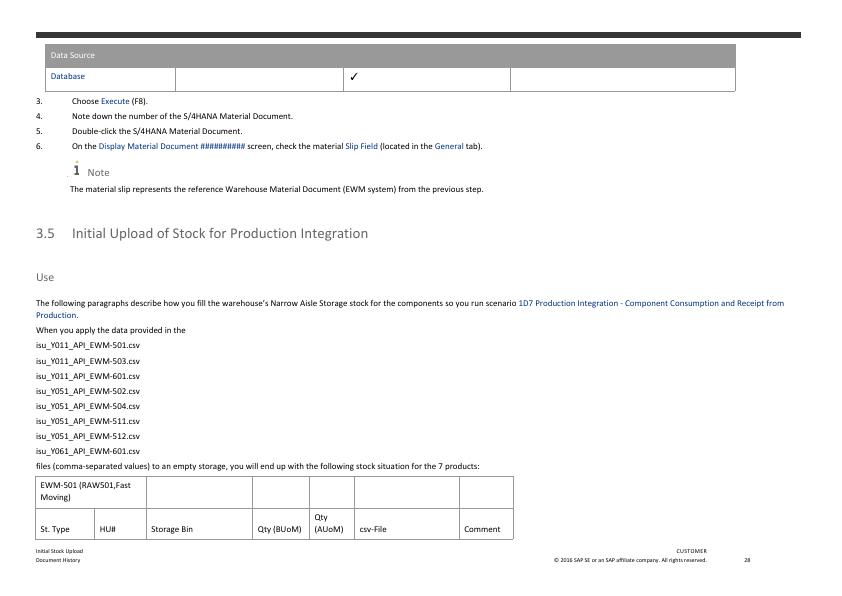 Data Source
Database ✓
3. Choose Execute (F8).
4. Note down the number of the S/4HANA Material Document.
5. Double-click the S/4HANA Material Document.
6. On the Display Material Document ########## screen, check the material Slip Field (located in the General tab).
Note
The material slip represents the reference Warehouse Material Document (EWM system) from the previous step.
3.5 Initial Upload of Stock for Production Integration
Use
The following paragraphs describe how you fill the warehouse's Narrow Aisle Storage stock for the components so you run scenario 1D7 Production Integration - Component Consumption and Receipt from
Production.
When you apply the data provided in the
isu_Y011_API_EWM-501.csv
isu_Y011_API_EWM-503.csv
isu_Y011_API_EWM-601.csv
isu_Y051_API_EWM-502.csv
isu_Y051_API_EWM-504.csv
isu_Y051_API_EWM-511.csv
isu_Y051_API_EWM-512.csv
isu_Y061_API_EWM-601.csv
files (comma-separated values) to an empty storage, you will end up with the following stock situation for the 7 products:
EWM-501 (RAW501,Fast
Moving)
St. Type HU# Storage Bin Qty (BUoM) Qty (AUoM) csv-File Comment
Initial Stock Upload CUSTOMER
Document History © 2016 SAP SE or an SAP affiliate company. All rights reserved. 28